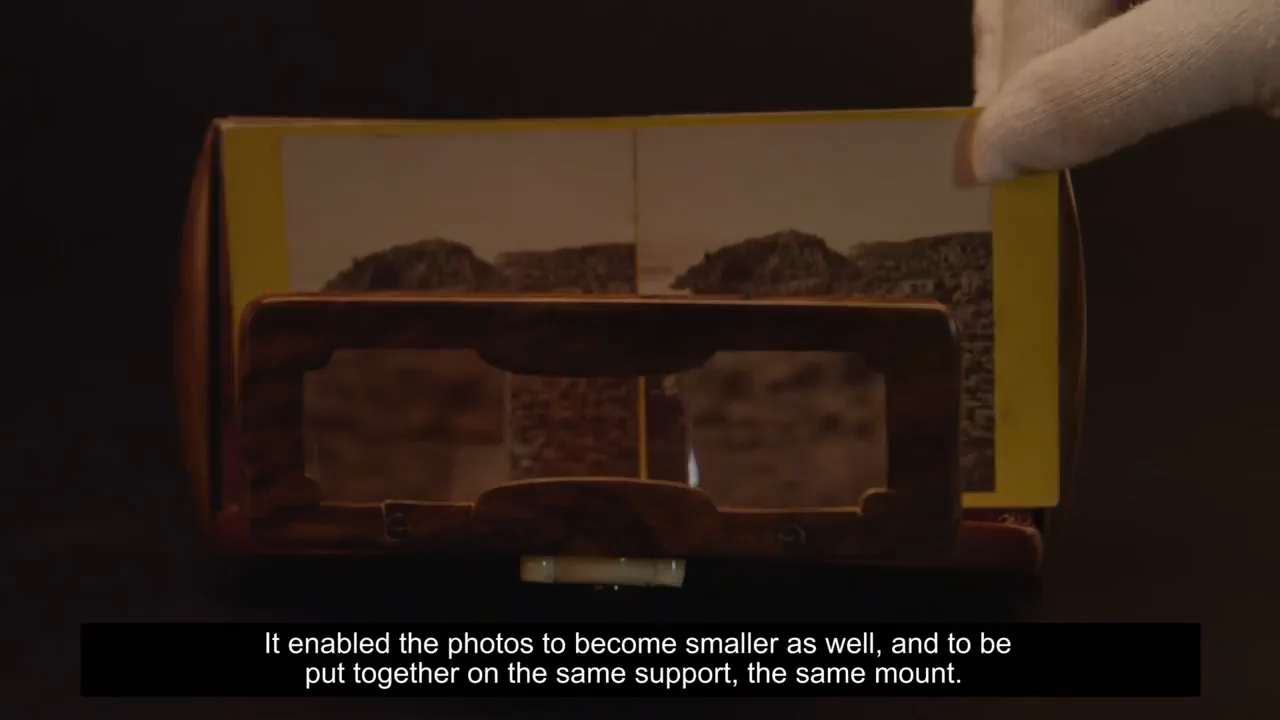 It enabled the photos to become smaller as well, and to be
put together on the same support, the same mount.